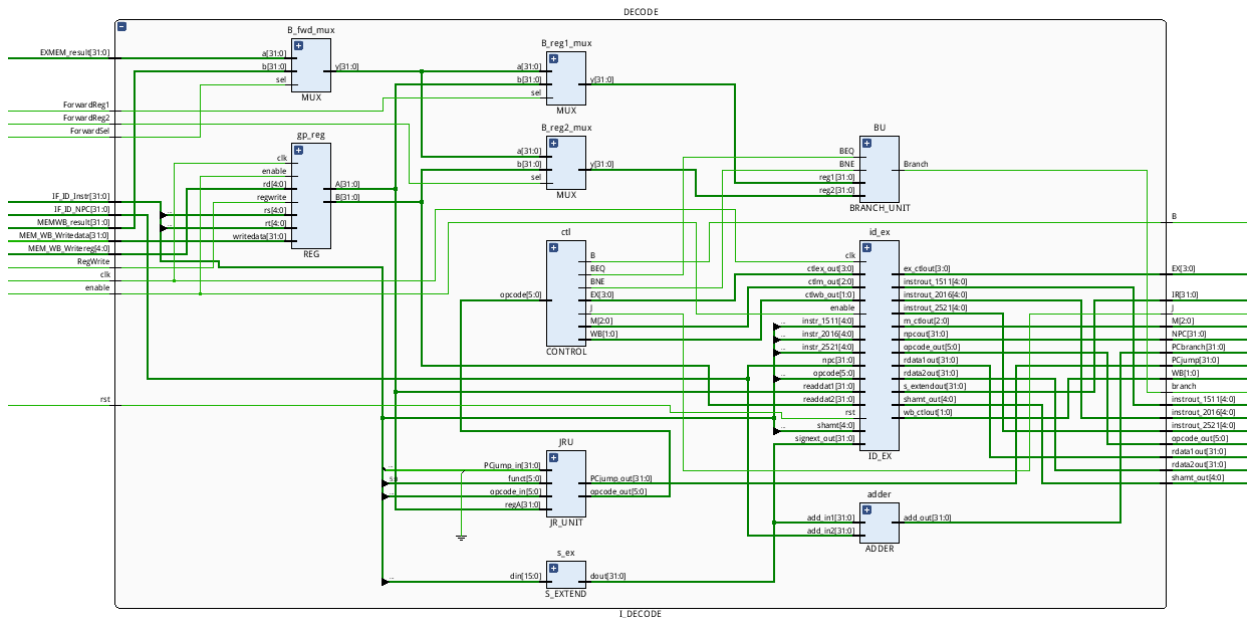 DECODE
EXMEM_result[31:0]
ForwardReg1
ForwardReg2
ForwardSel
IF_ID_Instr[31:0]
IF_ID_NPC[31:0]
MEMWB_result[31:0]
MEM_WB_Writedata[31:0]
MEM_WB_Writereg[4:0]
RegWrite
clk
enable
rst
B_fwd_mux
a[31:0]
b[31:0]
sel
y[31:0]
MUX
gp_reg
clk
enable
rd[4:0]
regwrite
rs[4:0]
rt[4:0]
writedata[31:0]
A[31:0]
B[31:0]
REG
B_reg1_mux
a[31:0]
b[31:0]
sel
y[31:0]
MUX
B_reg2_mux
a[31:0]
b[31:0]
sel
y[31:0]
MUX
ctl
opcode[5:0]
B
BEQ
BNE
EX[3:0]
J
M[2:0]
WB[1:0]
CONTROL
JRU
PCjump_in[31:0]
funct[5:0]
opcode_in[5:0]
regA[31:0]
PCjump_out[31:0]
opcode_out[5:0]
JR_UNIT
s_ex
din[15:0]
dout[31:0]
S_EXTEND
BU
BEQ
BNE
reg1[31:0]
reg2[31:0]
Branch
BRANCH_UNIT
id_ex
clk
ctlex_out[3:0]
ctlm_out[2:0]
ctlwb_out[1:0]
enable
instr_1511[4:0]
instr_2016[4:0]
instr_2521[4:0]
npc[31:0]
opcode[5:0]
readdat1[31:0]
readdat2[31:0]
rst
shamt[4:0]
signext_out[31:0]
ex_ctlout[3:0]
instrout_1511[4:0]
instrout_2016[4:0]
instrout_2521[4:0]
m_ctlout[2:0]
npcout[31:0]
opcode_out[5:0]
rdata1out[31:0]
rdata2out[31:0]
s_extendout[31:0]
shamt_out[4:0]
wb_ctlout[1:0]
ID_EX
adder
add_in1[31:0]
add_in2[31:0]
add_out[31:0]
ADDER
B
EX[3:0]
IR[31:0]
J
M[2:0]
NPC[31:0]
PCbranch[31:0]
PCjump[31:0]
WB[1:0]
branch
instrout_1511[4:0]
instrout_2016[4:0]
instrout_2521[4:0]
opcode_out[5:0]
rdata1out[31:0]
rdata2out[31:0]
shamt_out[4:0]
I_DECODE